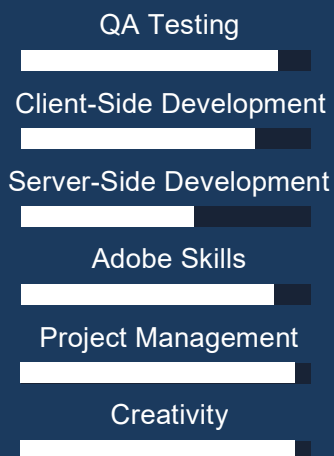 QA Testing
Client-Side Development
Server-Side Development
Adobe Skills
Project Management
Creativity